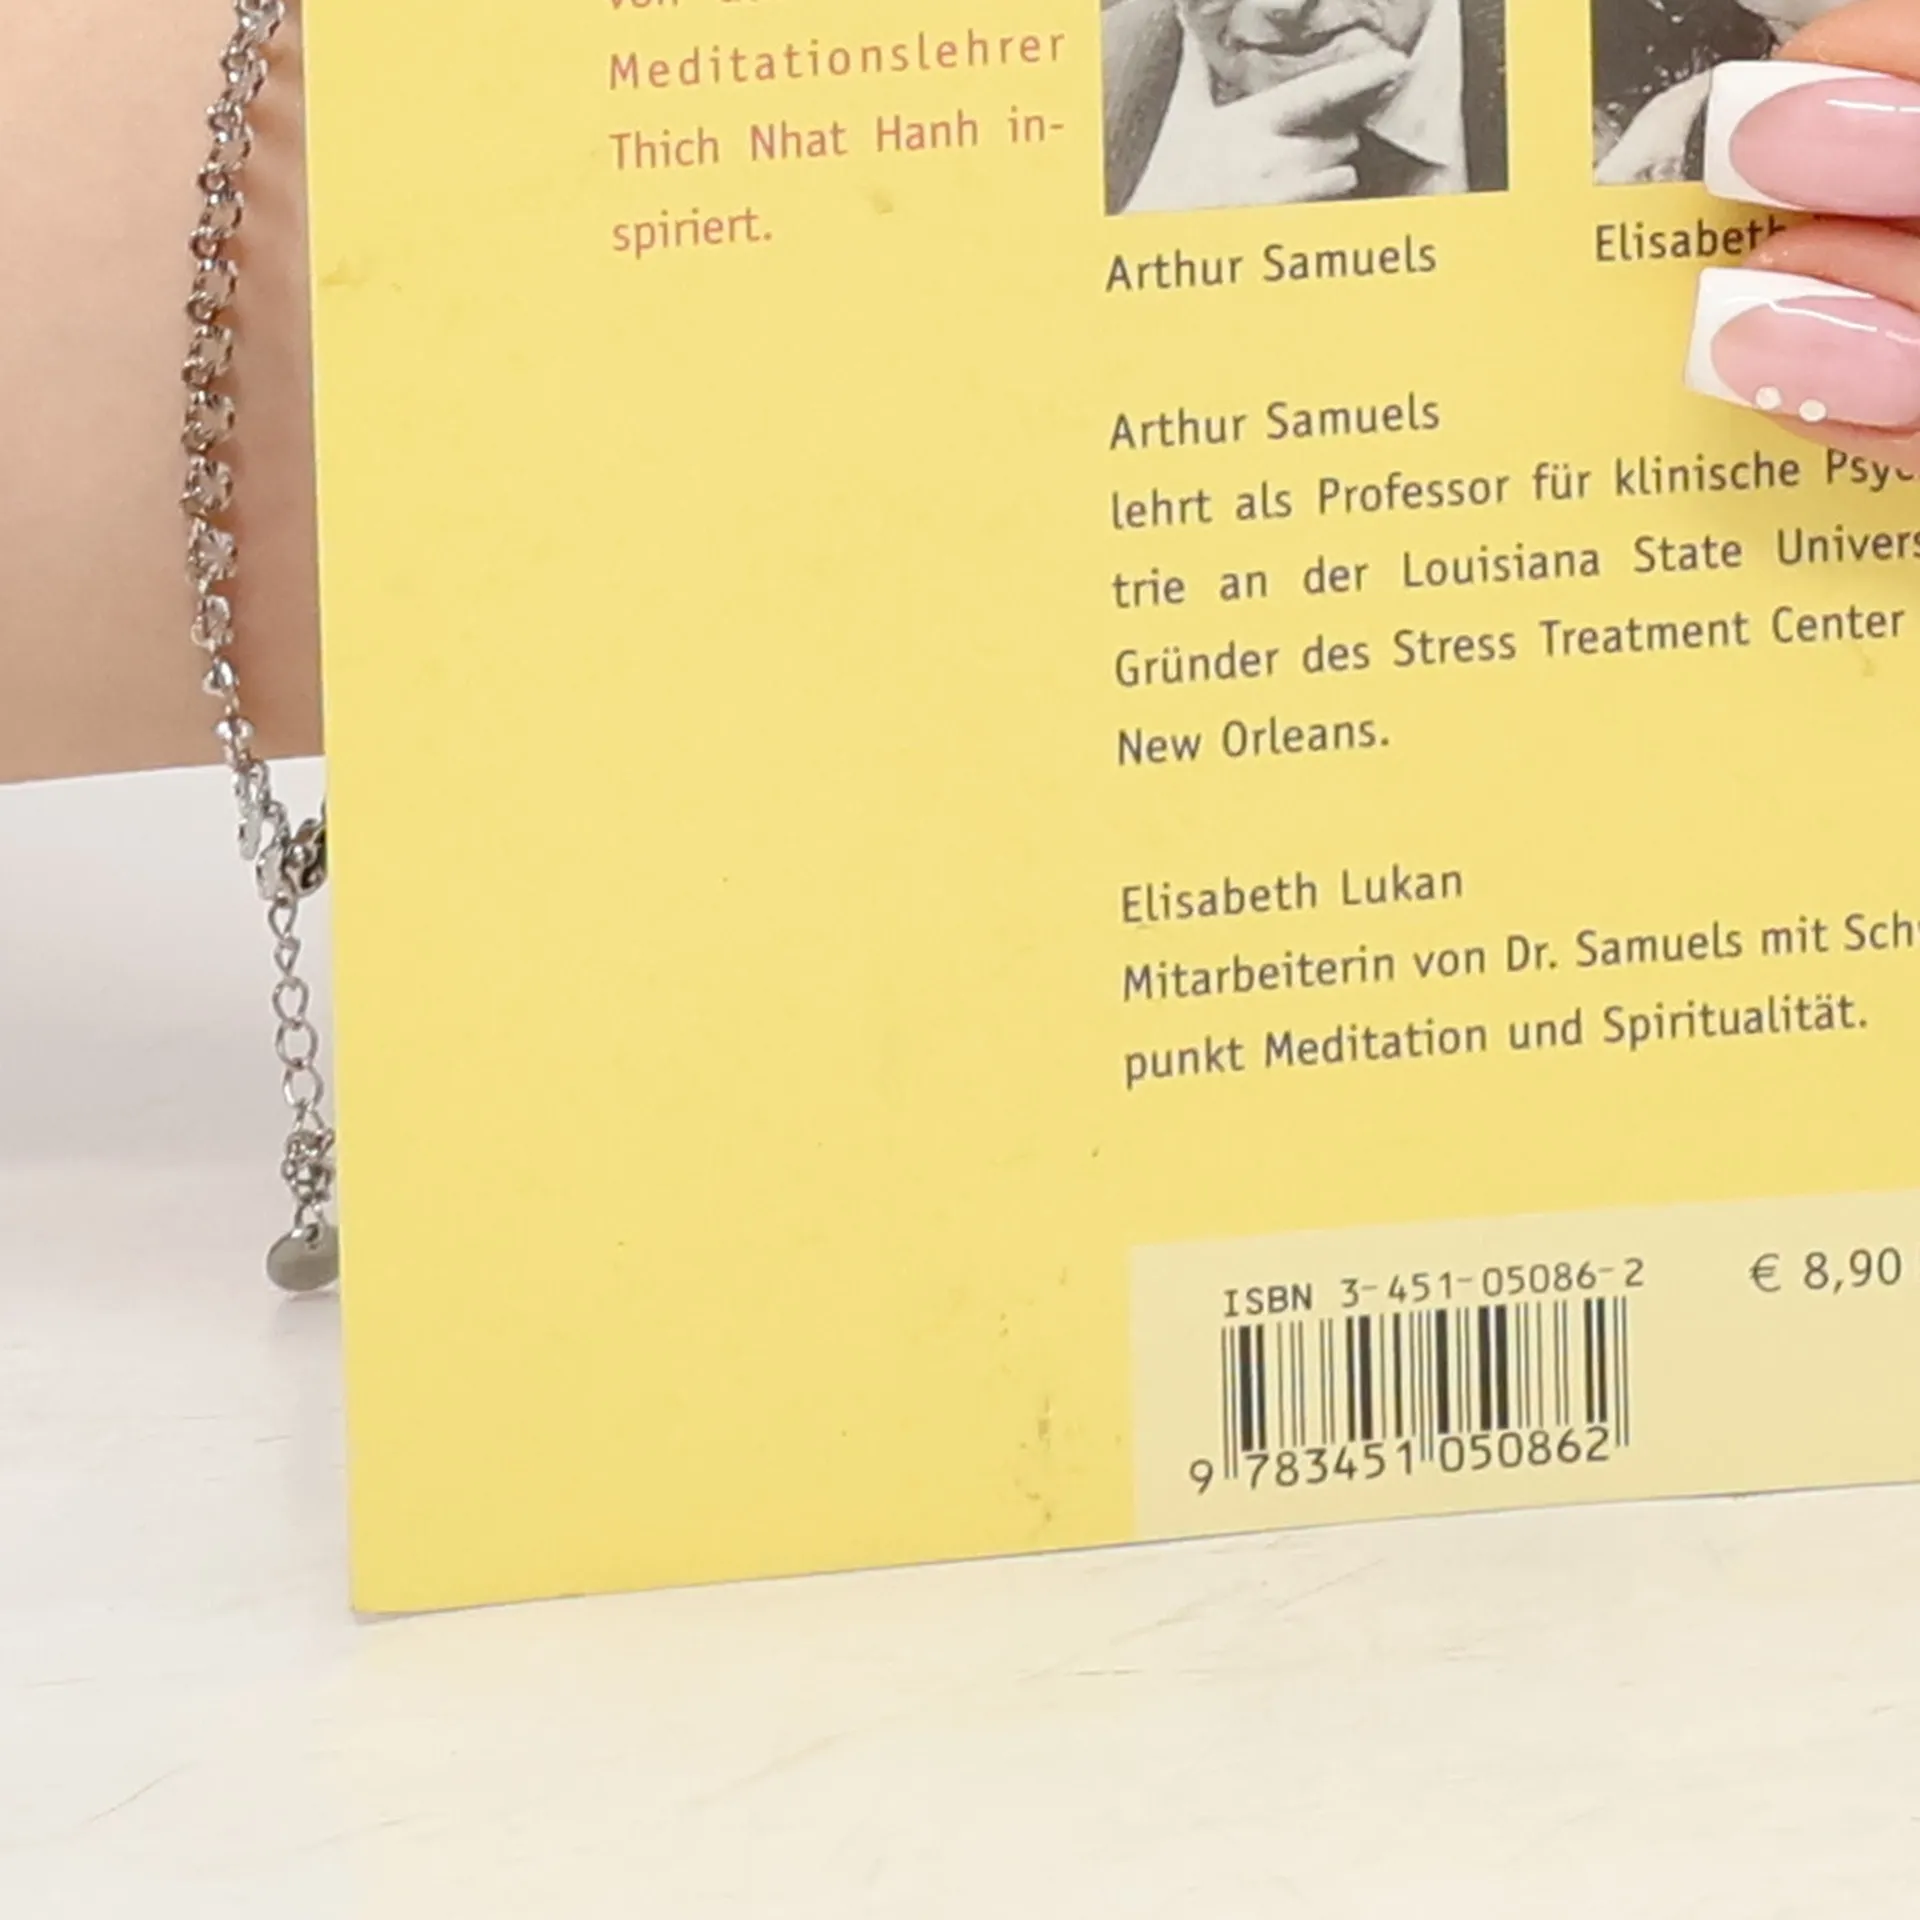 Meditationslehrer
Thich Nhat Hanh in-
spiriert.
Arthur Samuels
Elisabeth
Arthur Samuels
lehrt als Professor für klinische
trie an der Louisiana State
Gründer des Stress Treatment Center
New Orleans.
Elisabeth Lukan
Mitarbeiterin von Dr. Samuels mit
punkt Meditation und Spiritualität.
ISBN 3-451-05086-2
€ 8,90
9 783451 050862